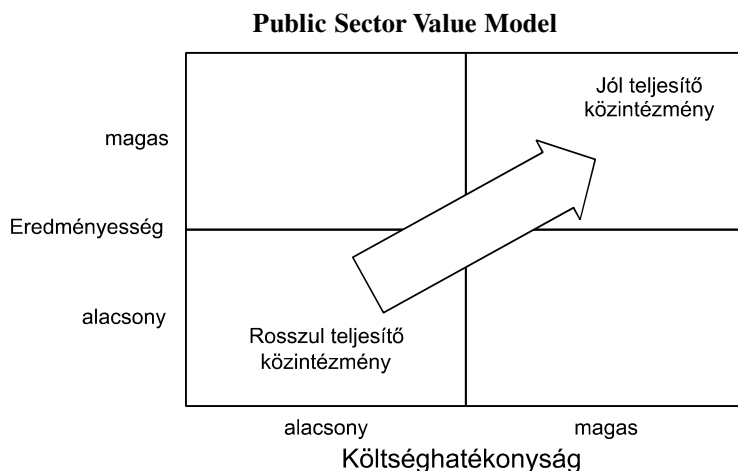 Public Sector Value Model
Jól teljesítő
közintézmény
magas
Eredményesség
alacsony
Rosszul teljesítő
közintézmény
alacsony
magas
Költséghatékonyság